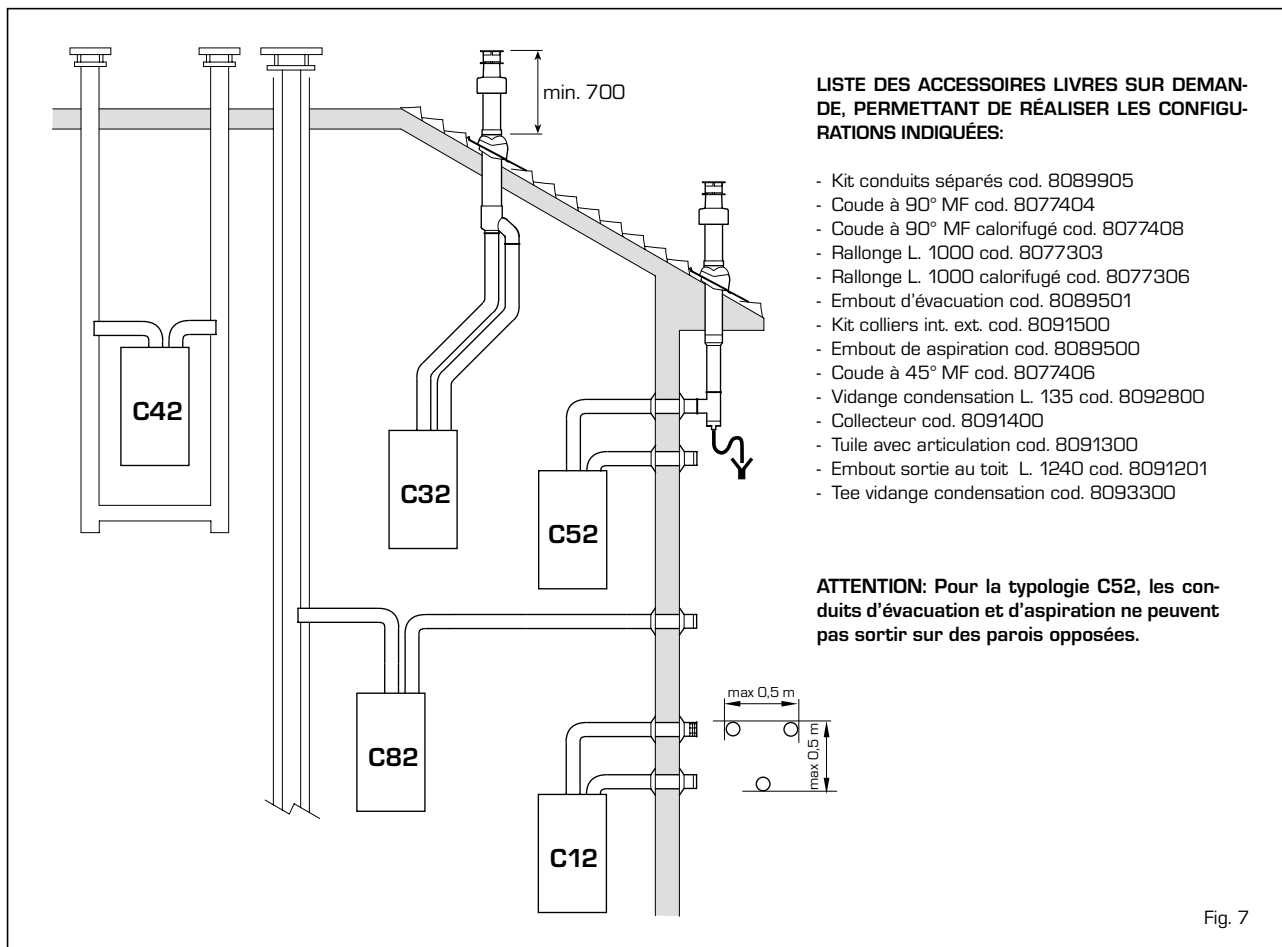 min. 700
C42
C32
C52
C82
C12
max 0,5 m
max 0,5 m
LISTE DES ACCESSOIRES LIVRES SUR DEMAN-
DE, PERMETTANT DE RÉALISER LES CONFIGU-
RATIONS INDIQUÉES:
- Kit conduits séparés cod. 8089905
- Coude à 90° MF cod. 8077404
- Coude à 90° MF calorifugé cod. 8077408
- Rallonge L. 1000 cod. 8077303
- Rallonge L. 1000 calorifugé cod. 8077306
- Embout d'évacuation cod. 8089501
- Kit colliers int. ext. cod. 8091500
- Embout de aspiration cod. 8089500
- Coude à 45° MF cod. 8077406
- Vidange condensation L. 135 cod. 8092800
- Collecteur cod. 8091400
- Tuile avec articulation cod. 8091300
- Embout sortie au toit L. 1240 cod. 8091201
- Tee vidange condensation cod. 8093300
ATTENTION: Pour la typologie C52, les con-
duits d'évacuation et d'aspiration ne peuvent
pas sortir sur des parois opposées.
Fig. 7